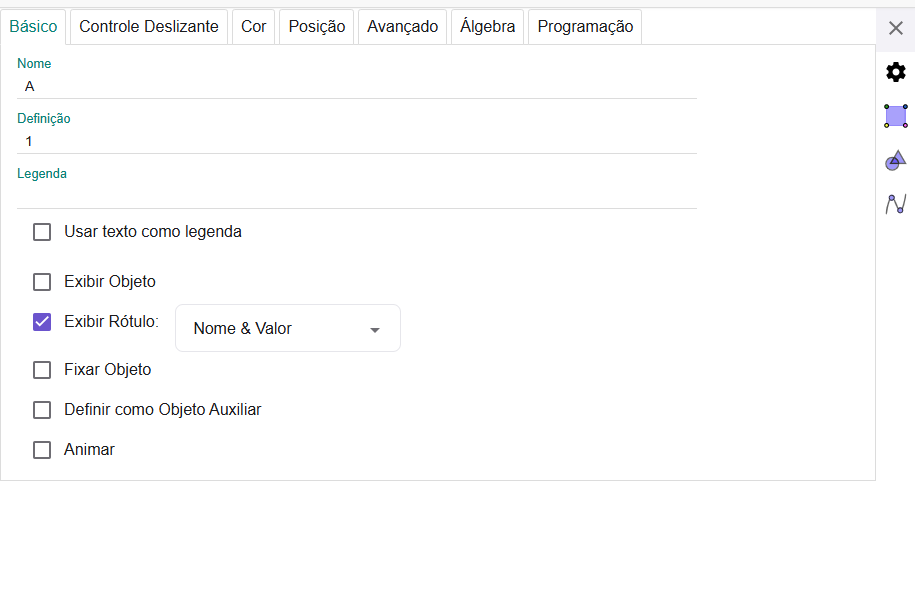 Básico Controle Deslizante Cor Posição Avançado Álgebra Programação
Nome
A
Definição
1
Legenda
Usar texto como legenda
Exibir Objeto
Exibir Rótulo: Nome & Valor
Fixar Objeto
Definir como Objeto Auxiliar
Animar